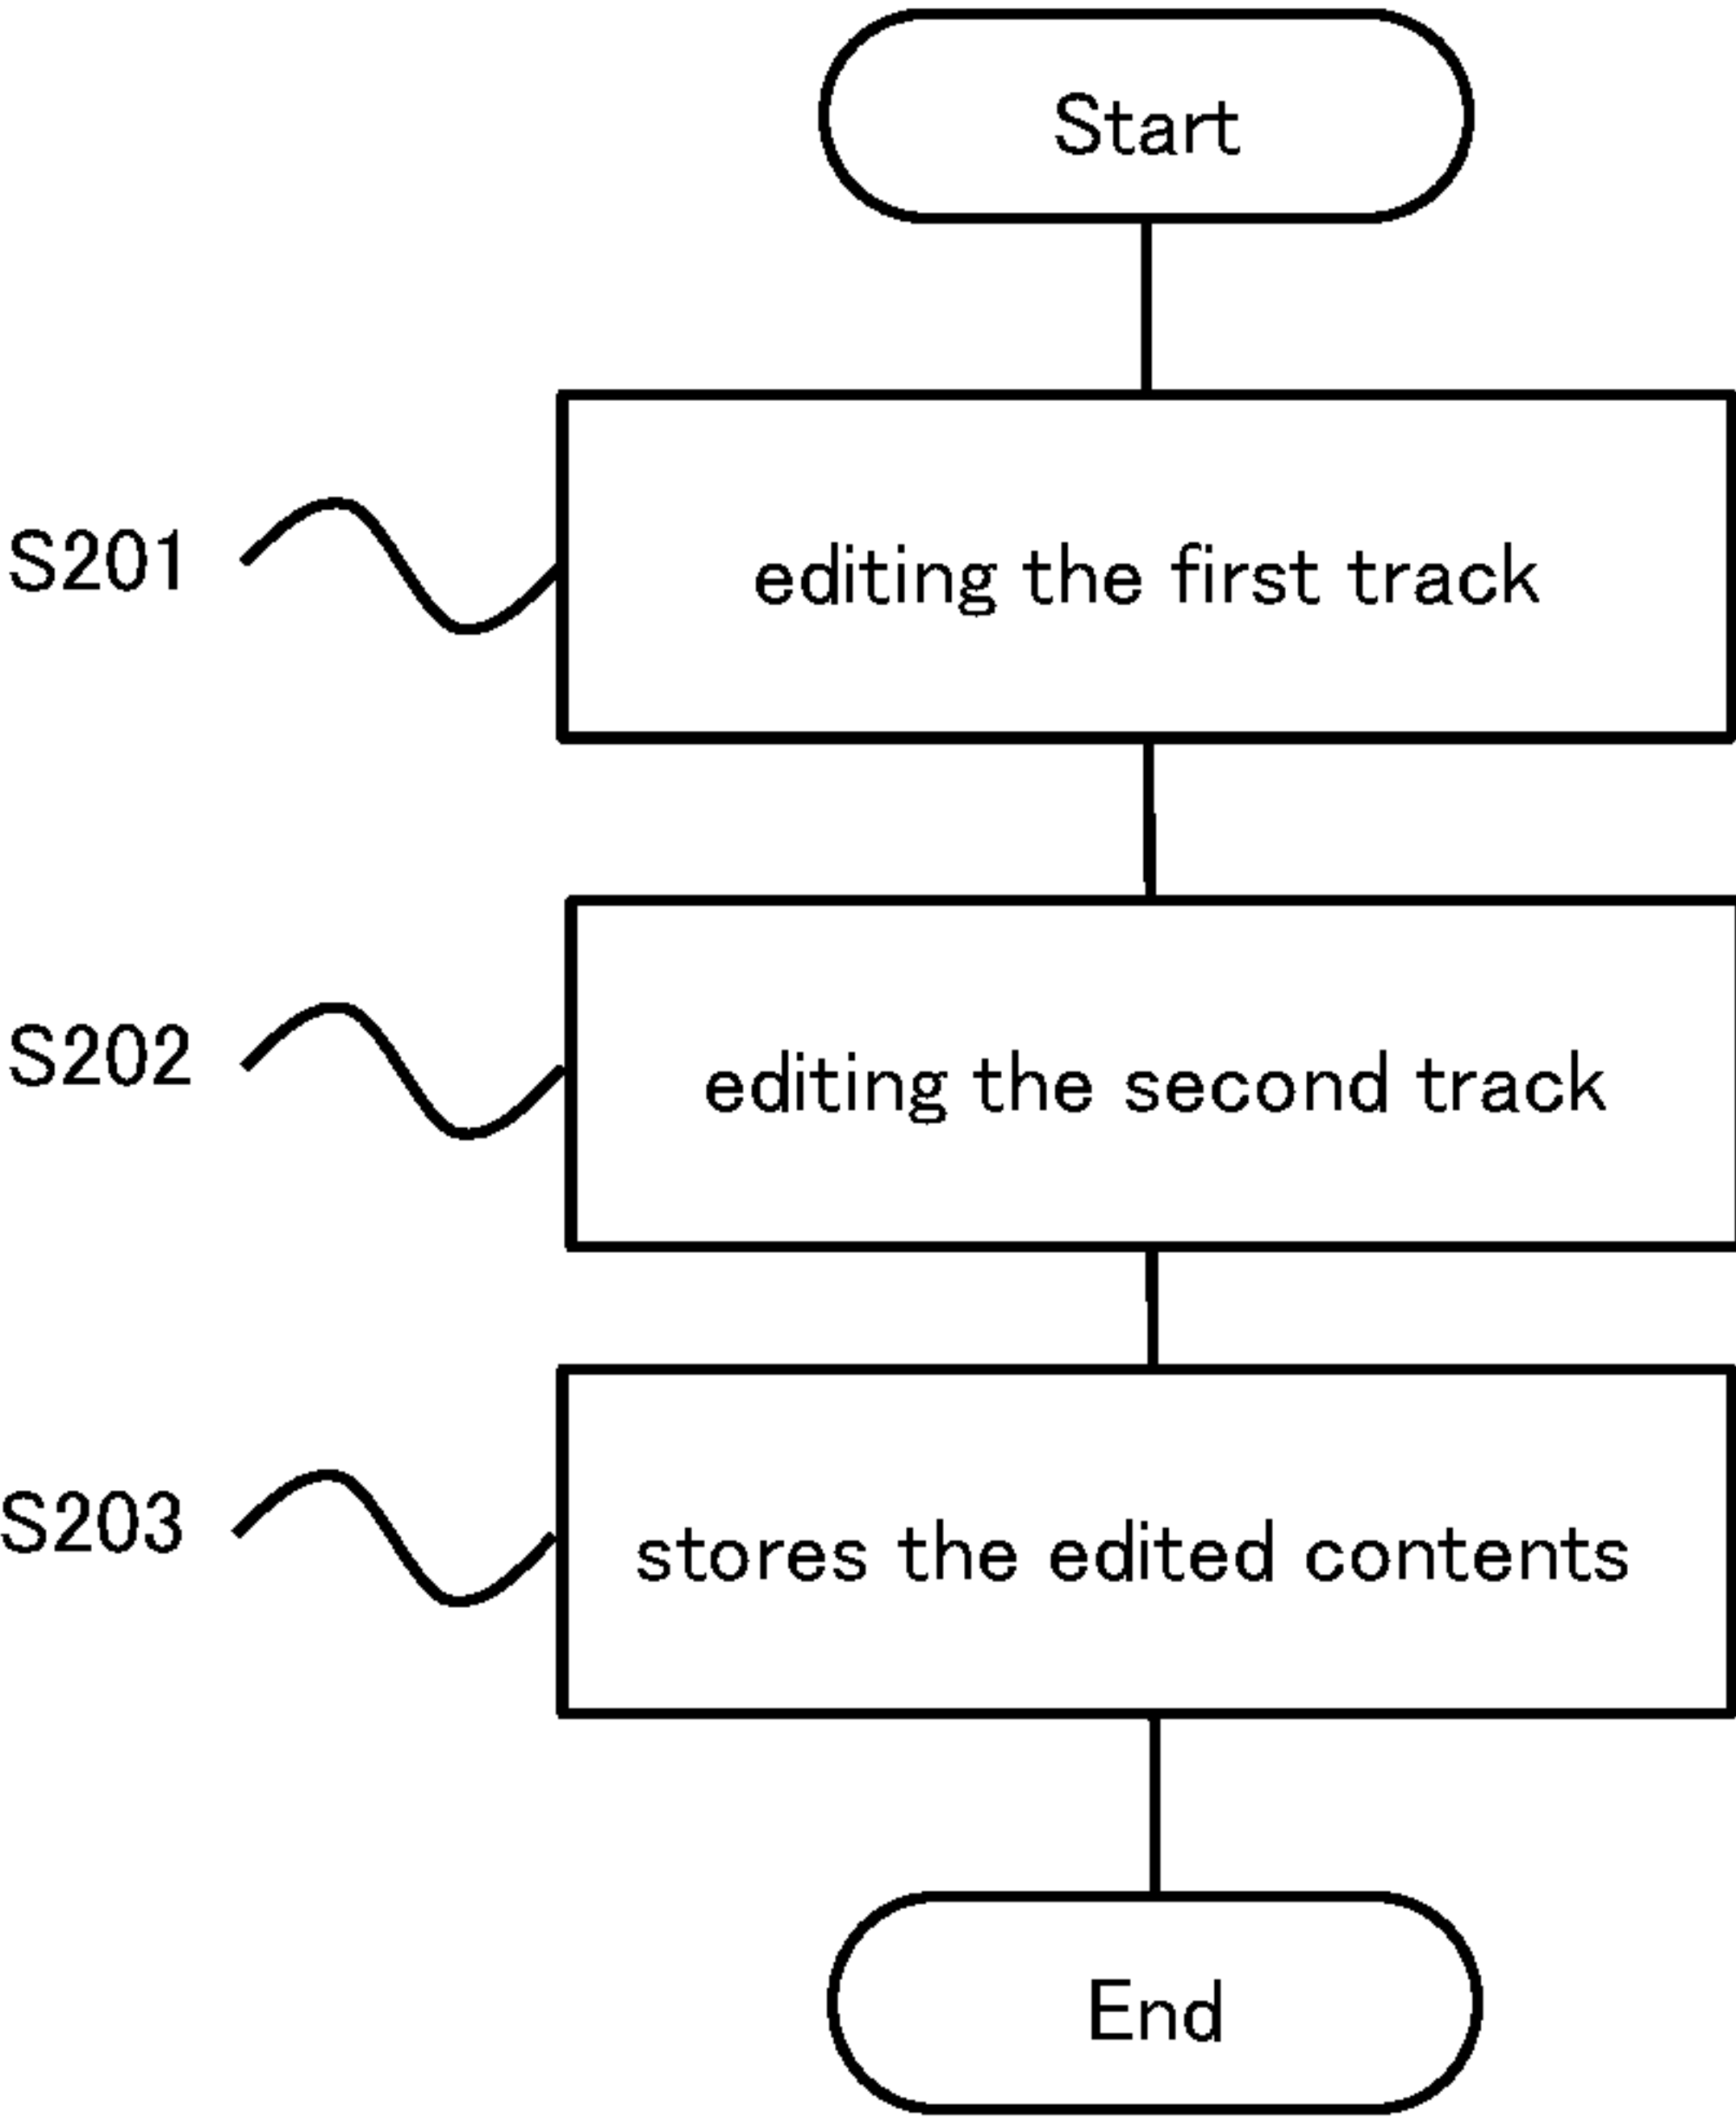 Start
S201
editing the first track
S202
editing the second track
S203
stores the edited contents
End